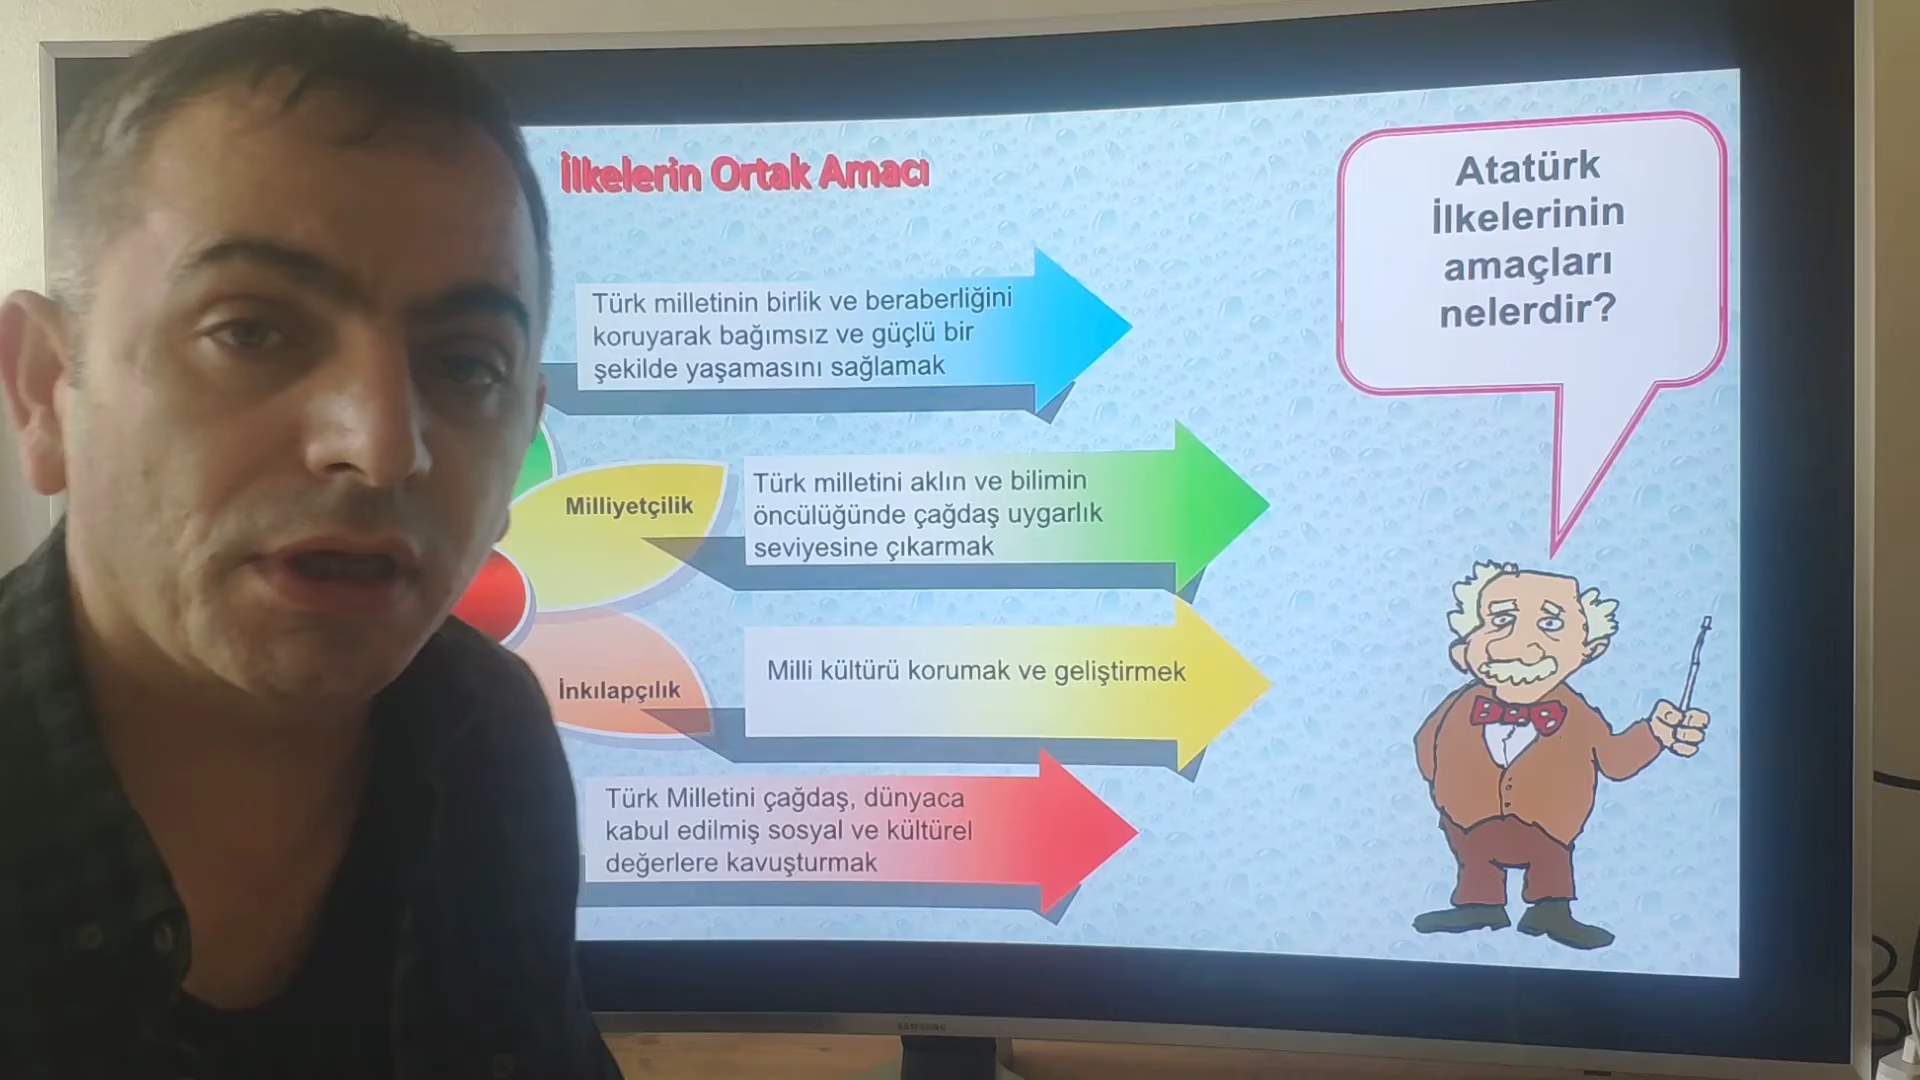 İlkelerin Ortak Amacı
Türk milletinin birlik ve beraberliğini
koruyarak bağımsız ve güçlü bir
şekilde yaşamasını sağlamak
Milliyetçilik
Türk milletini aklın ve bilimin
öncülüğünde çağdaş uygarlık
seviyesine çıkarmak
İnkılapçılık
Milli kültürü korumak ve geliştirmek
Türk Milletini çağdaş, dünyaca
kabul edilmiş sosyal ve kültürel
değerlere kavuşturmak
Atatürk
İlkelerinin
amaçları
nelerdir?
SAMSUNG